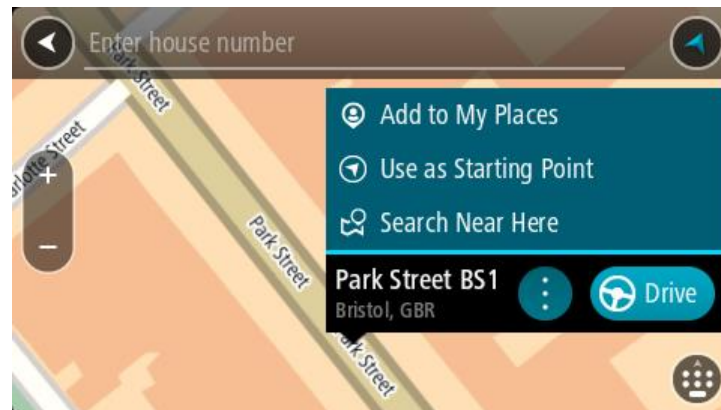 Enter house number
Park Street
Charlotte Street
Add to My Places
Use as Starting Point
Search Near Here
Park Street
Park Street BS1
Bristol, GBR
Drive
Park Street